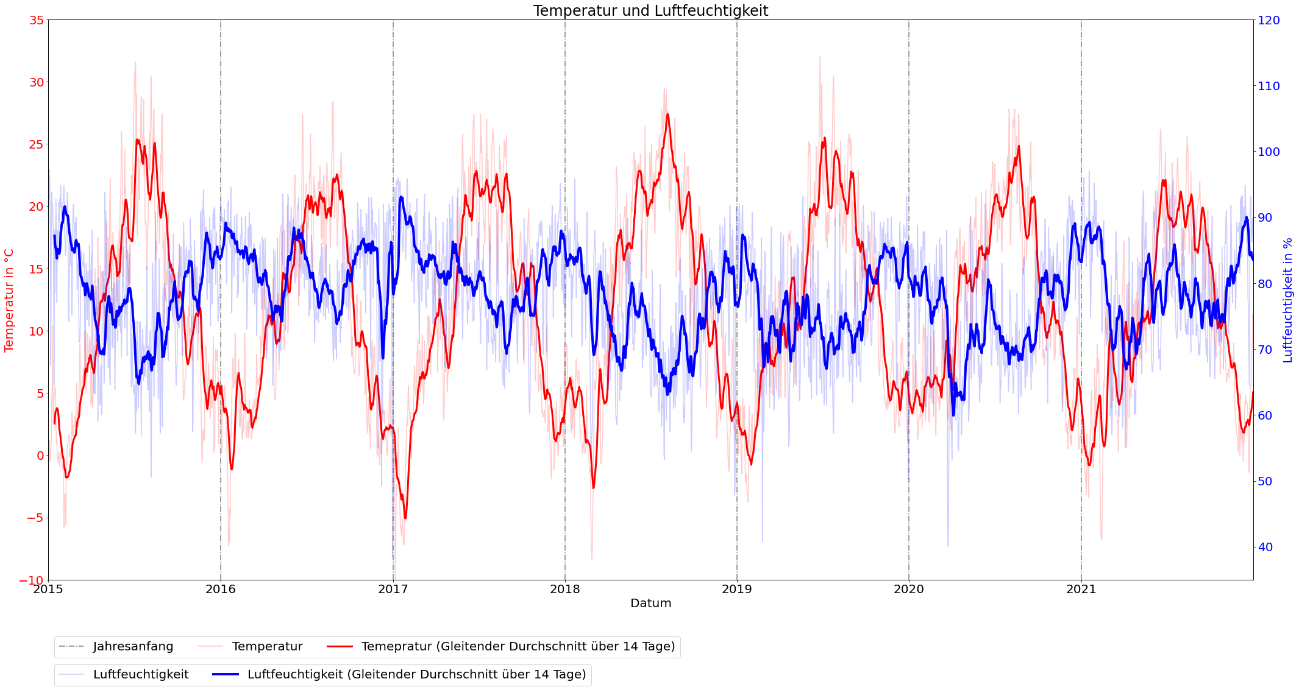 Temperatur und Luftfeuchtigkeit
35
30
25
20
15
10
5
0
−5
−10
Temperatur in °C
120
110
100
90
80
70
60
50
40
Luftfeuchtigkeit in %
2015 2016 2017 2018 2019 2020 2021
Datum
Jahresanfang Temperatur Temepratur (Gleitender Durchschnitt über 14 Tage)
Luftfeuchtigkeit Luftfeuchtigkeit (Gleitender Durchschnitt über 14 Tage)